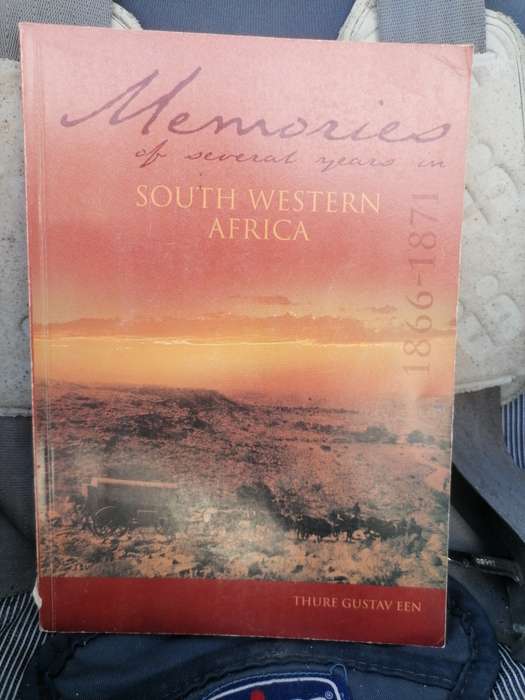 Memories
of several years in
SOUTH WESTERN
AFRICA
1866-1871
THURE GUSTAV EEN